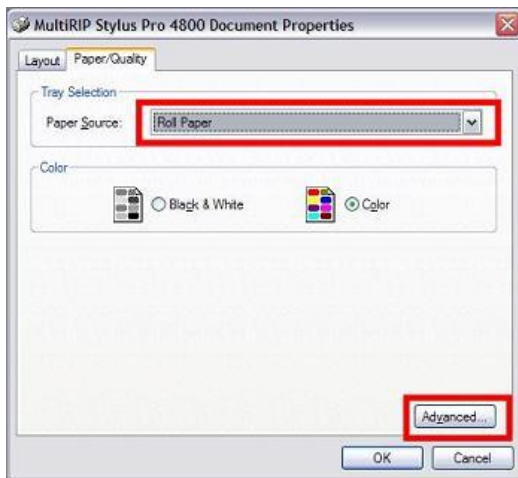 MultiRIP Stylus Pro 4800 Document Properties
Layout Paper/Quality
Tray Selection
Paper Source: Roll Paper
Color
Black & White Color
Advanced...
OK Cancel